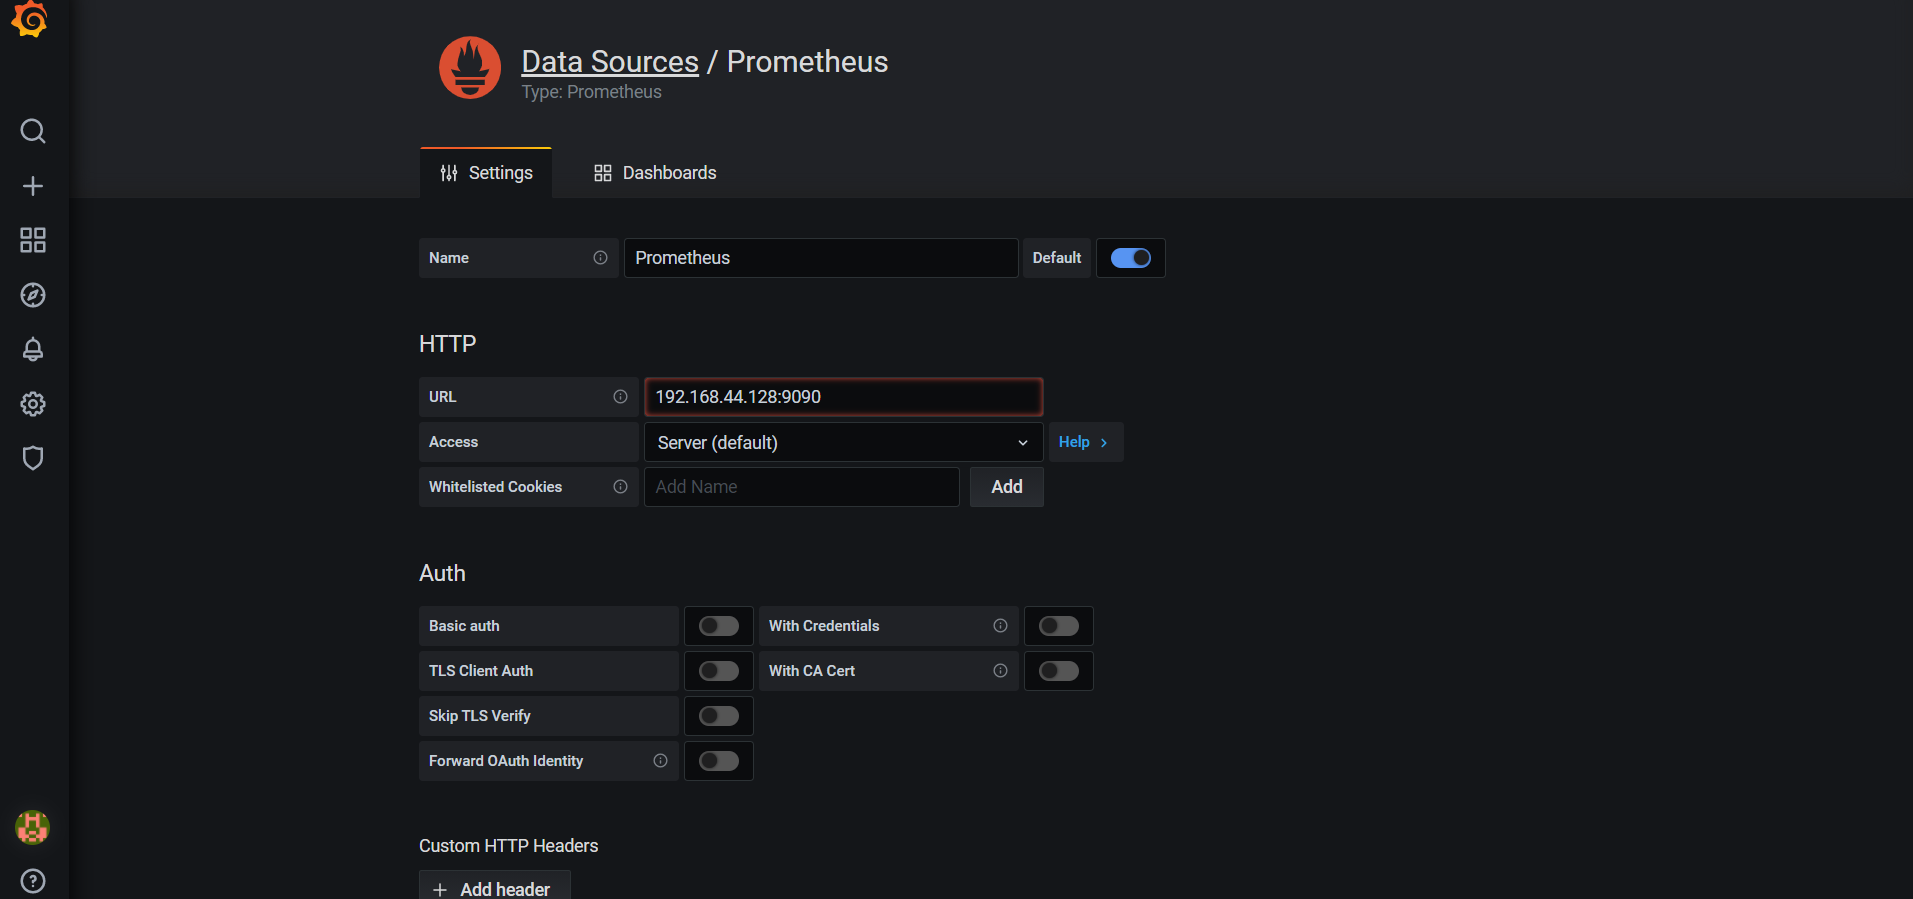 Data Sources / Prometheus
Type: Prometheus
Settings
Dashboards
Name
Prometheus
Default
HTTP
URL
192.168.44.128:9090
Access
Server (default)
Help
Whitelisted Cookies
Add Name
Add
Auth
Basic auth
With Credentials
TLS Client Auth
With CA Cert
Skip TLS Verify
Forward OAuth Identity
Custom HTTP Headers
Add header